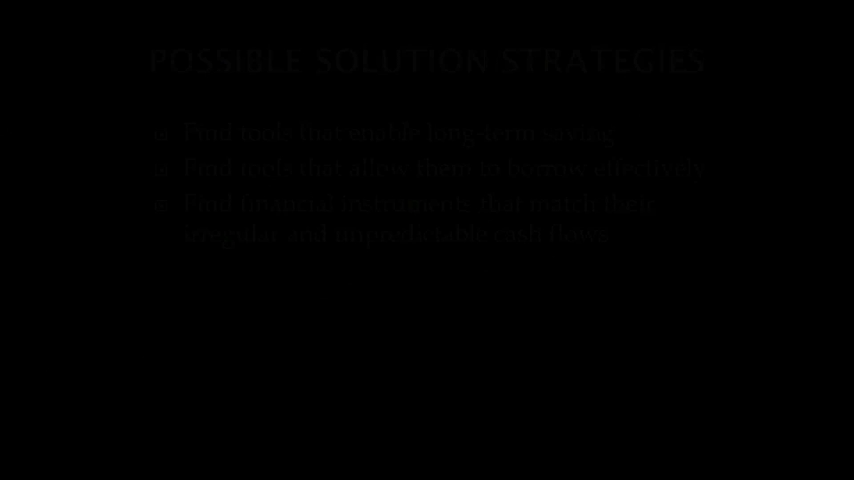 POSSIBLE SOLUTION STRATEGIES
Find tools that enable long-term saving
Find tools that allow them to borrow effectively
Find financial instruments that match their
irregular and unpredictable cash flows